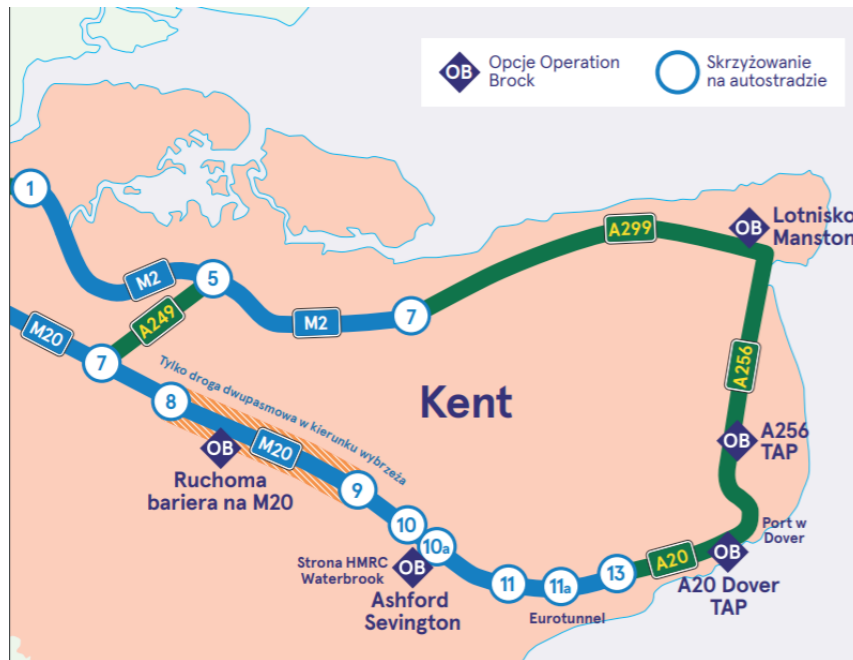 OB
Opcje Operation
Brock
Skrzyżowanie
na autostradzie
1
M2
5
M2
7
A299
OB
Lotnisko
Manston
M20
A249
7
8
Tylko droga dwupasmowa w kierunku wybrzeża
M20
OB
Ruchoma
bariera na M20
9
Kent
A256
OB
A256
TAP
10
10a
Strona HMRC
Waterbrook
OB
Ashford
Sevington
11
11a
Eurotunnel
13
A20
OB
Port w
Dover
A20 Dover
TAP